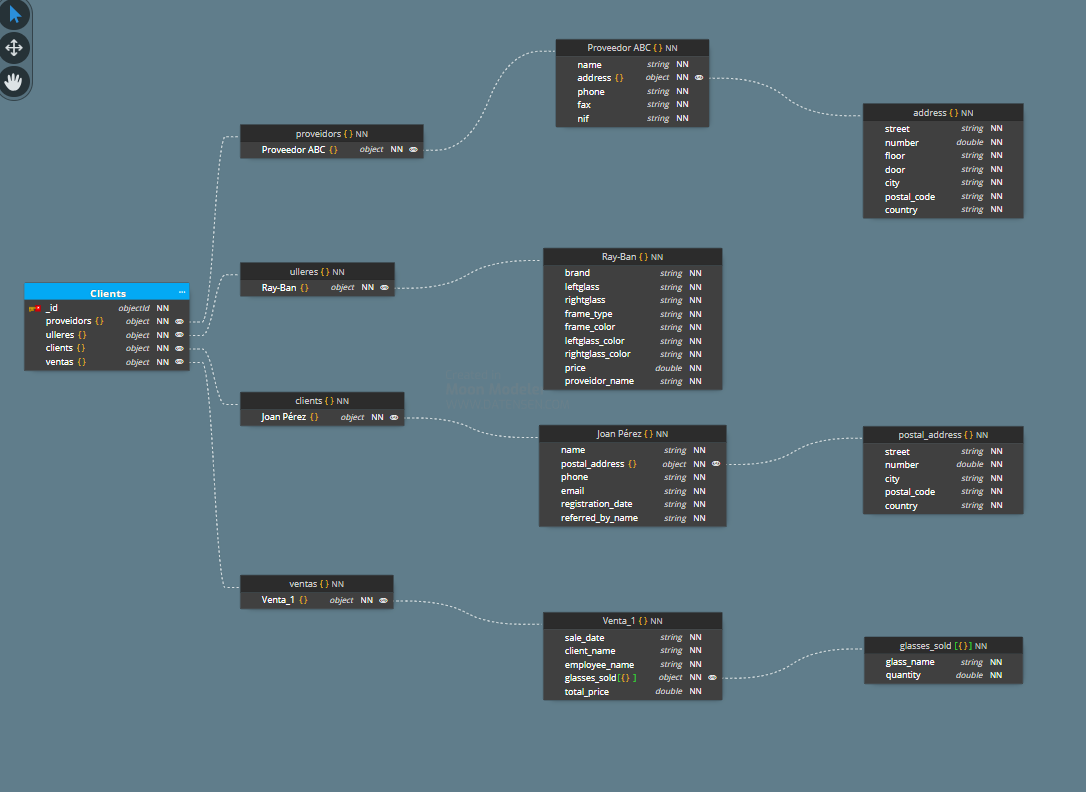 Proveedor ABC {} NN
name string NN
address {} object NN
phone string NN
fax string NN
nif string NN
address {} NN
street string NN
number double NN
floor string NN
door string NN
city string NN
postal_code string NN
country string NN
proveidors {} NN
Proveedor ABC {} object NN
ulleres {} NN
Ray-Ban {} object NN
Ray-Ban {} NN
brand string NN
leftglass string NN
rightglass string NN
frame_type string NN
frame_color string NN
leftglass_color string NN
rightglass_color string NN
price double NN
proveidor_name string NN
Clients ...
_id objectId NN
proveidors {} object NN
ulleres {} object NN
clients {} object NN
ventas {} object NN
clients {} NN
Joan Pérez {} object NN
Joan Pérez {} NN
name string NN
postal_address {} object NN
phone string NN
email string NN
registration_date string NN
referred_by_name string NN
postal_address {} NN
street string NN
number double NN
city string NN
postal_code string NN
country string NN
ventas {} NN
Venta_1 {} object NN
Venta_1 {} NN
sale_date string NN
client_name string NN
employee_name string NN
glasses_sold[{} ] object NN
total_price double NN
glasses_sold [{}] NN
glass_name string NN
quantity double NN